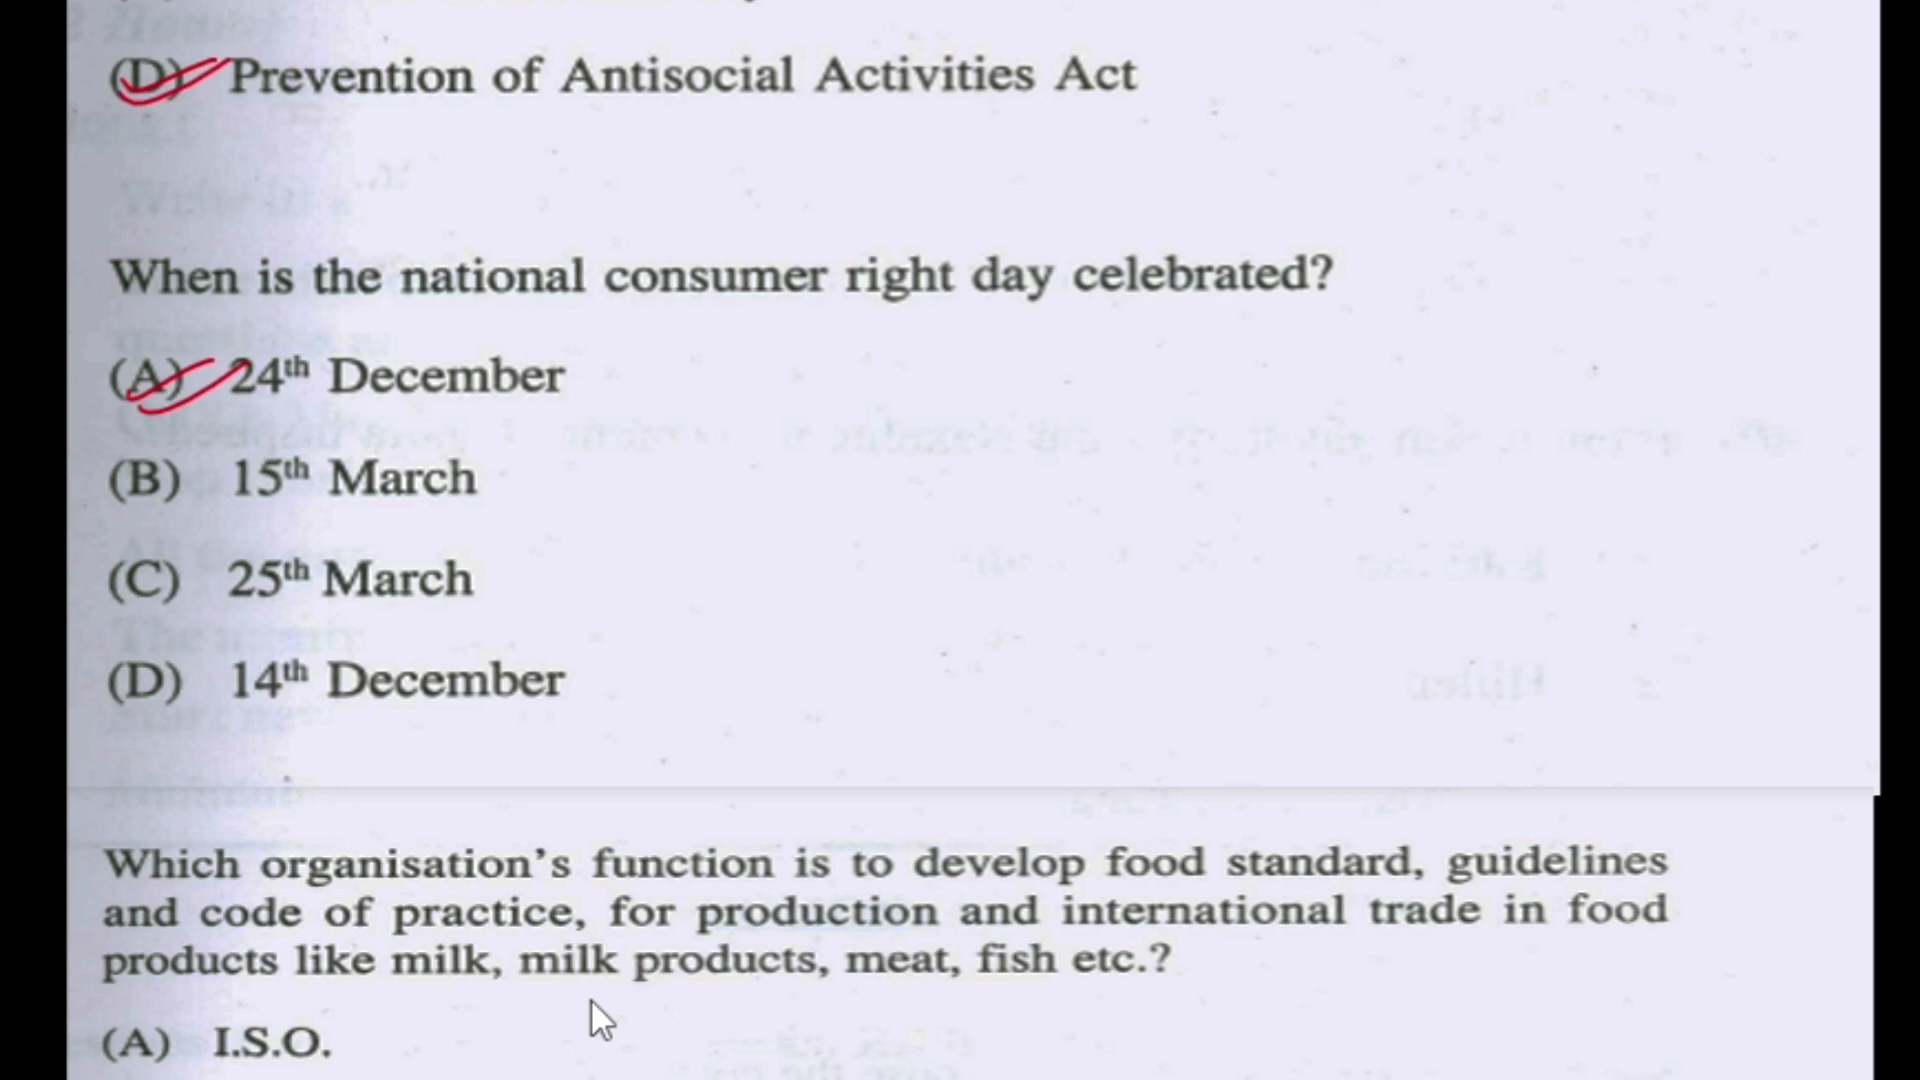 (D) Prevention of Antisocial Activities Act
When is the national consumer right day celebrated?
(A) 24th December
(B) 15th March
(C) 25th March
(D) 14th December
Which organisation's function is to develop food standard, guidelines
and code of practice, for production and international trade in food
products like milk, milk products, meat, fish etc.?
(A) I.S.O.